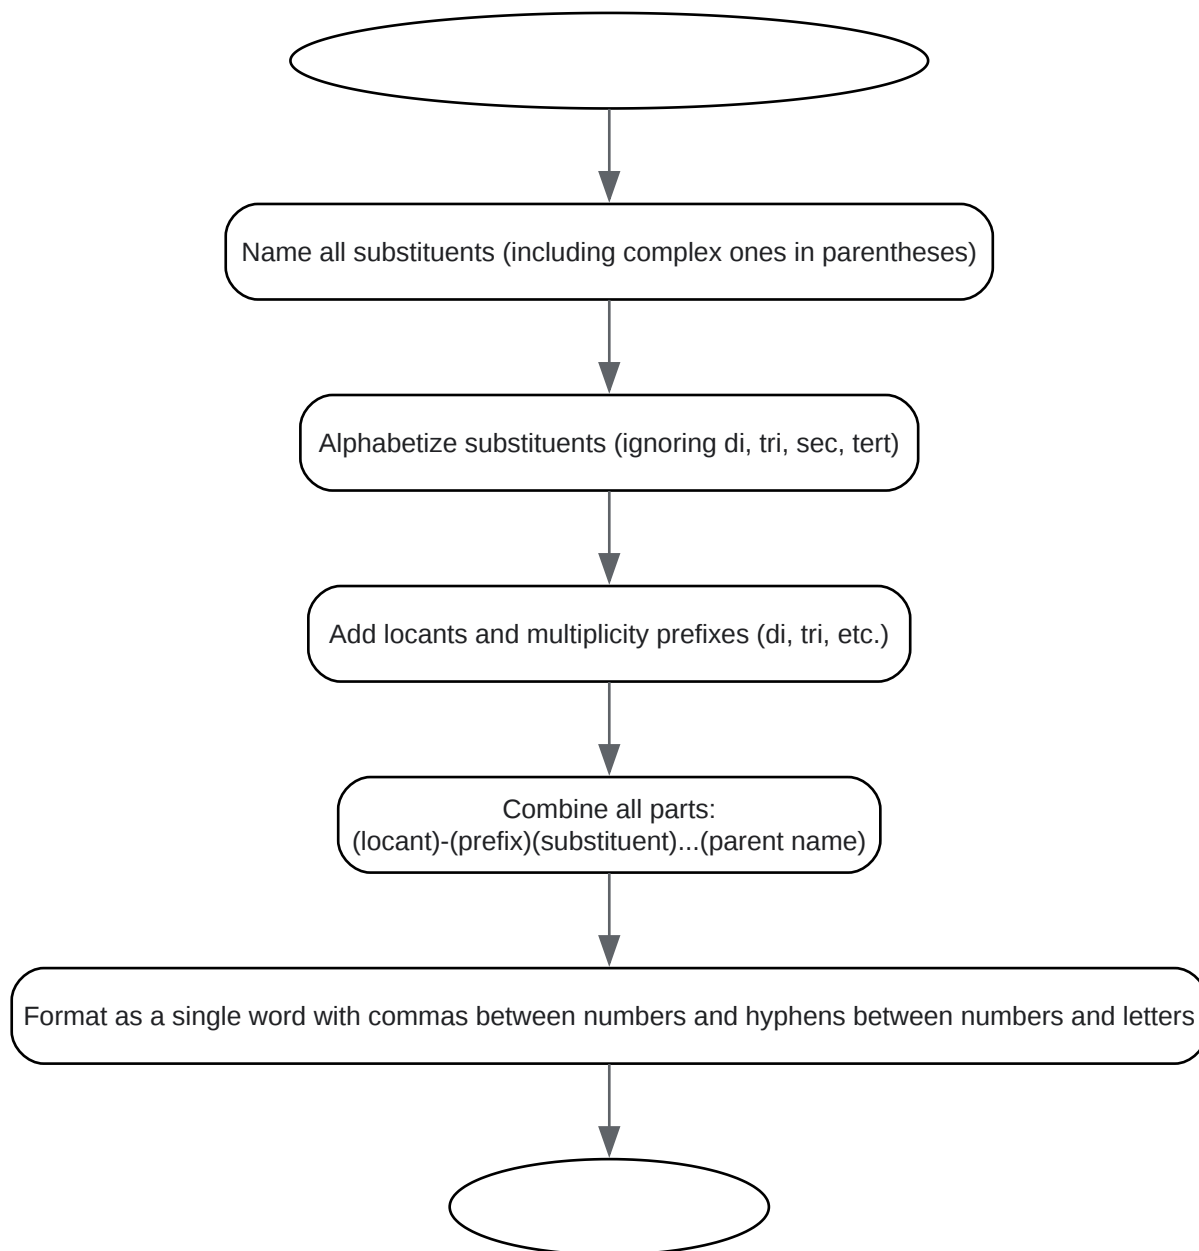 Name all substituents (including complex ones in parentheses)
Alphabetize substituents (ignoring di, tri, sec, tert)
Add locants and multiplicity prefixes (di, tri, etc.)
Combine all parts:
(locant)-(prefix)(substituent)...(parent name)
Format as a single word with commas between numbers and hyphens between numbers and letters